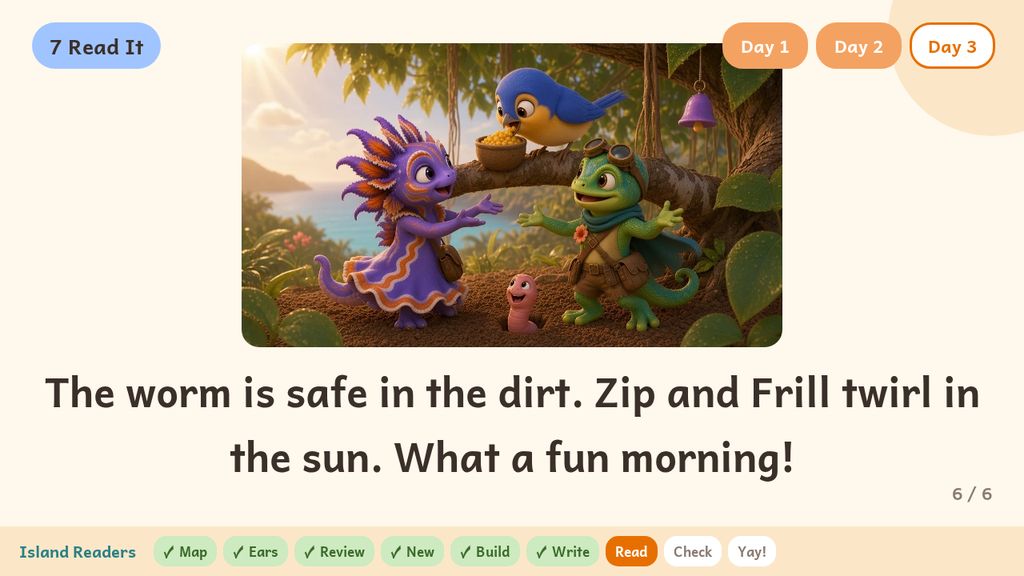 7 Read It
Day 1
Day 2
Day 3
The worm is safe in the dirt. Zip and Frill twirl in
the sun. What a fun morning!
6 / 6
Island Readers
✓ Map
✓ Ears
✓ Review
✓ New
✓ Build
✓ Write
Read
Check
Yay!